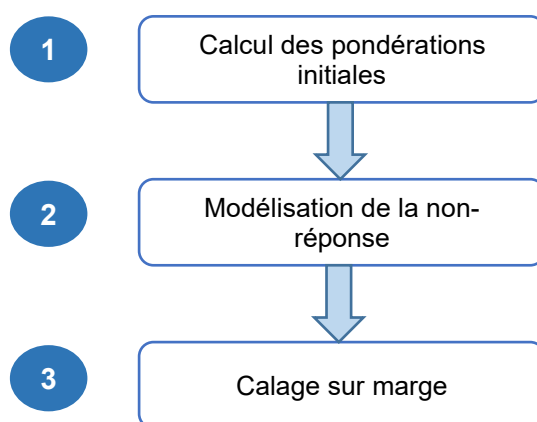 1
Calcul des pondérations
initiales
2
Modélisation de la non-
réponse
3
Calage sur marge